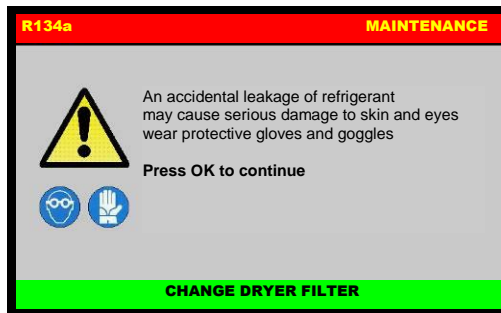 R134a MAINTENANCE
An accidental leakage of refrigerant
may cause serious damage to skin and eyes
wear protective gloves and goggles
Press OK to continue
CHANGE DRYER FILTER